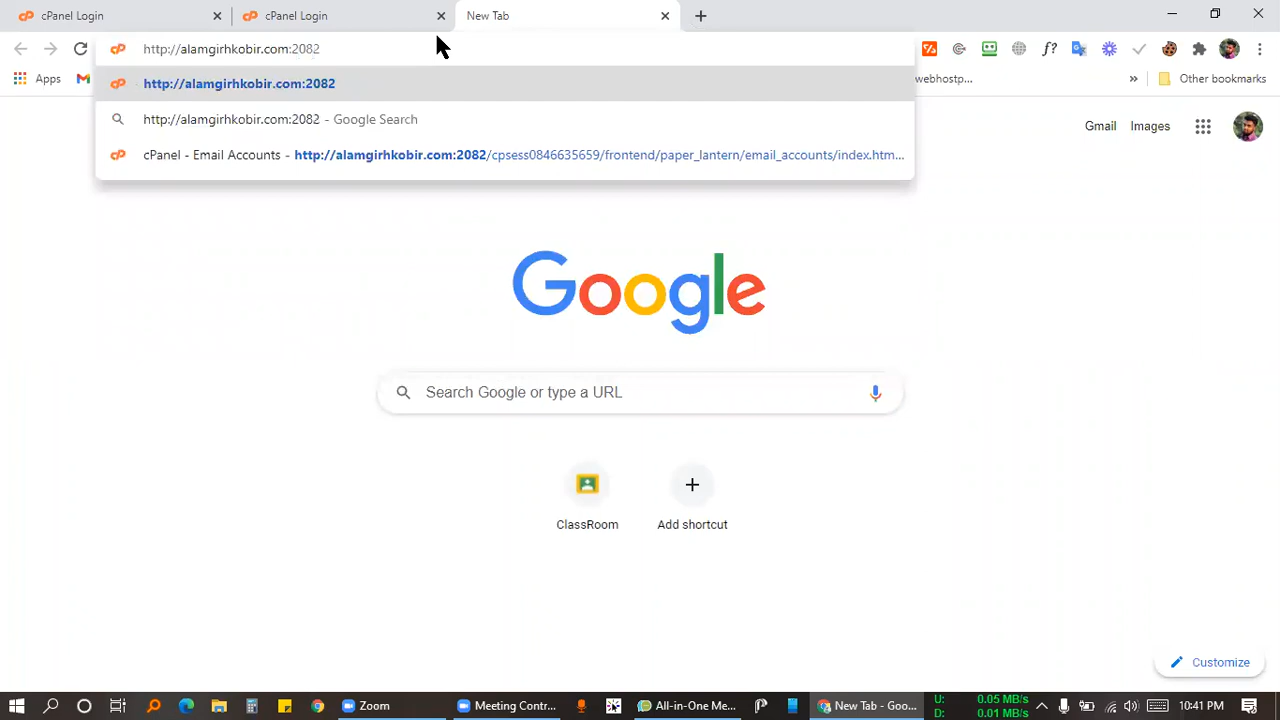 cPanel Login
cPanel Login
New Tab
http://alamgirhkobir.com:2082
f?
http://alamgirhkobir.com:2082
Apps
webhostp...
Other bookmarks
http://alamgirhkobir.com:2082 - Google Search
cPanel - Email Accounts - http://alamgirhkobir.com:2082/cpsess0846635659/frontend/paper_lantern/email_accounts/index.htm...
Gmail
Images
Google
Search Google or type a URL
ClassRoom
Add shortcut
Customize
Zoom
Meeting Contr...
All-in-One Me...
New Tab - Goo...
U: 0.05 MB/s
D: 0.01 MB/s
10:41 PM